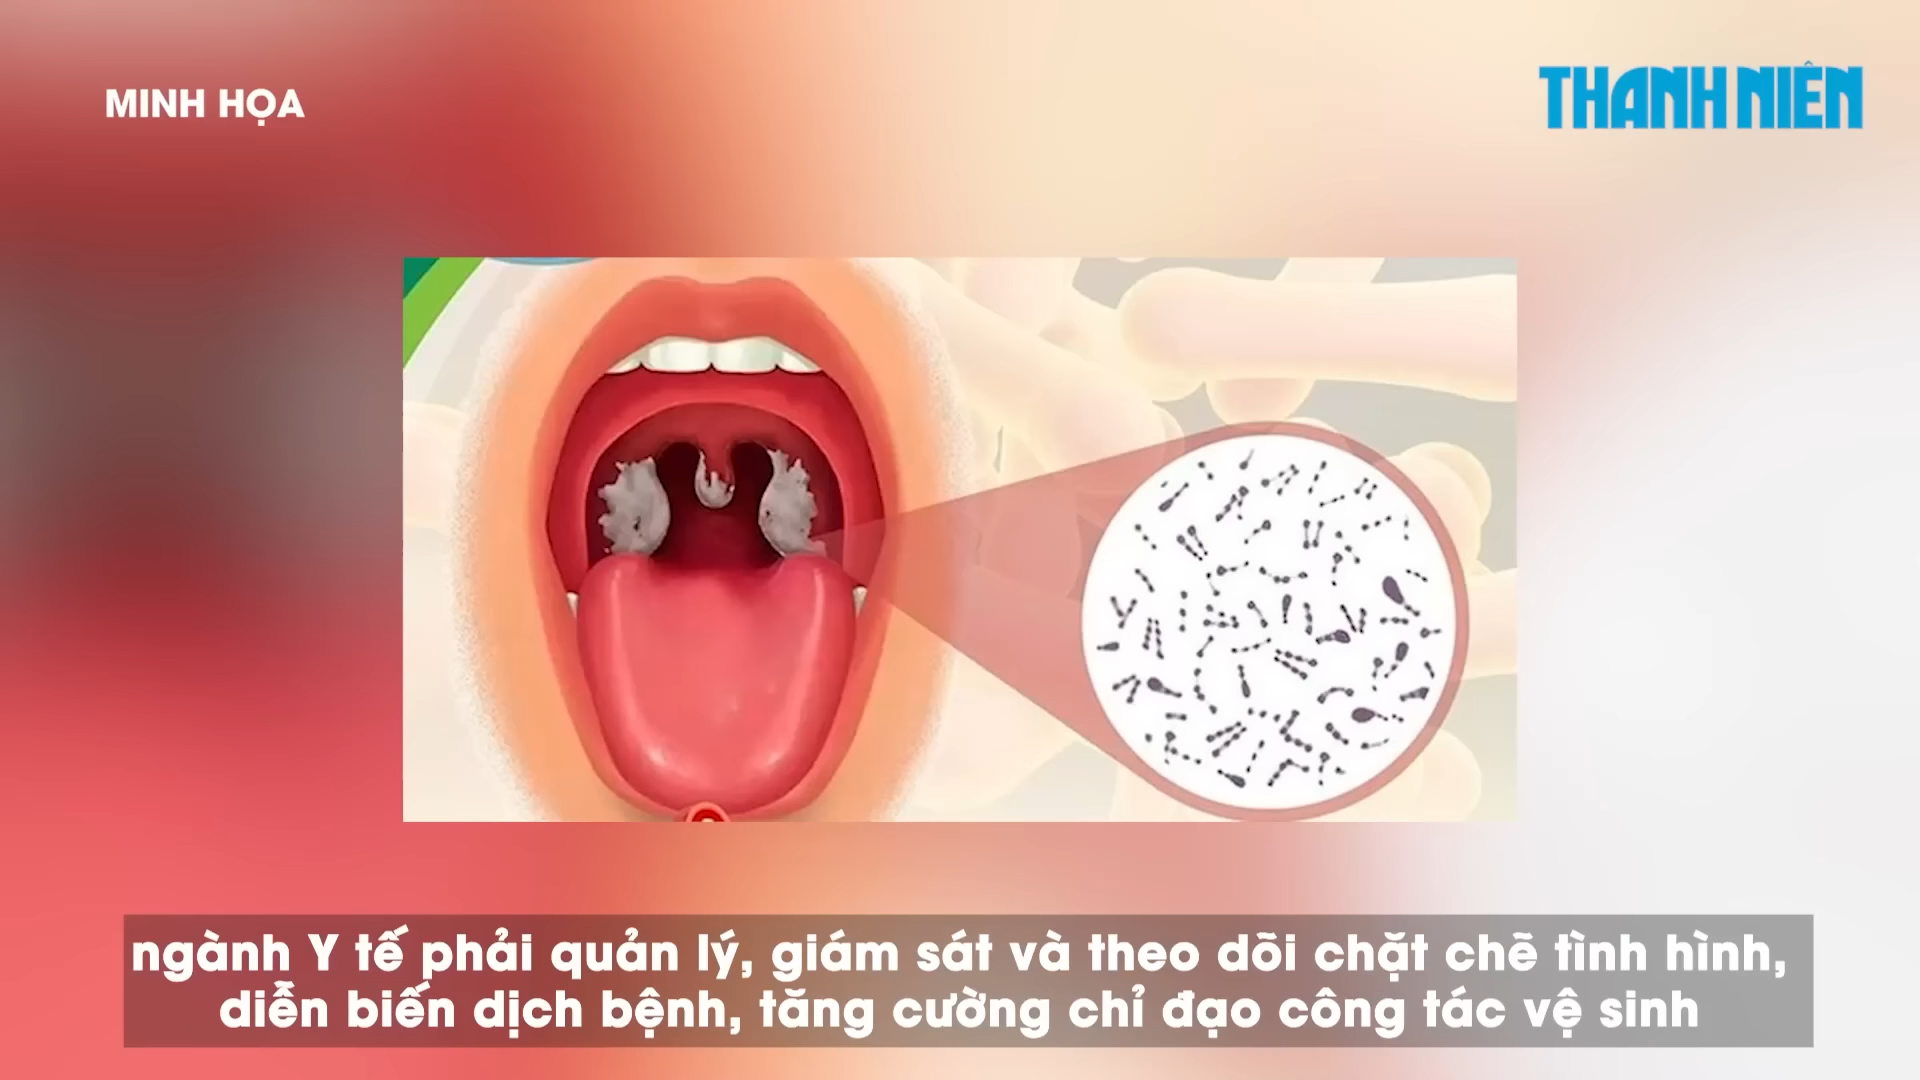 MINH HỌA
THANH NIÊN
ngành Y tế phải quản lý, giám sát và theo dõi chặt chẽ tình hình,
diễn biến dịch bệnh, tăng cường chỉ đạo công tác vệ sinh